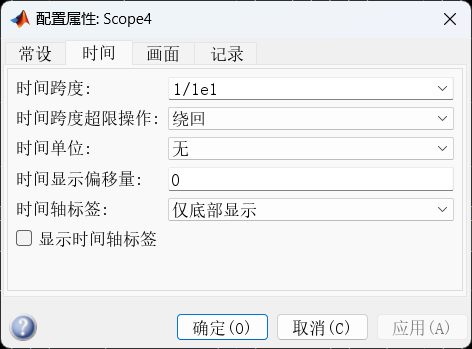 配置属性: Scope4
常设 时间 画面 记录
时间跨度: 1/1e1
时间跨度超限操作: 绕回
时间单位: 无
时间显示偏移量: 0
时间轴标签: 仅底部显示
显示时间轴标签
? 确定(O) 取消(C) 应用(A)